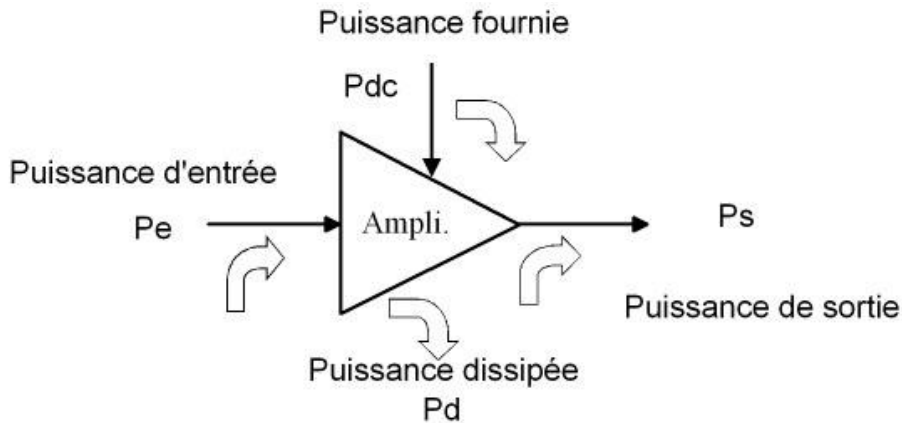 Puissance fournie
Pdc
Puissance d'entrée
Pe
Ampli.
Ps
Puissance de sortie
Puissance dissipée
Pd